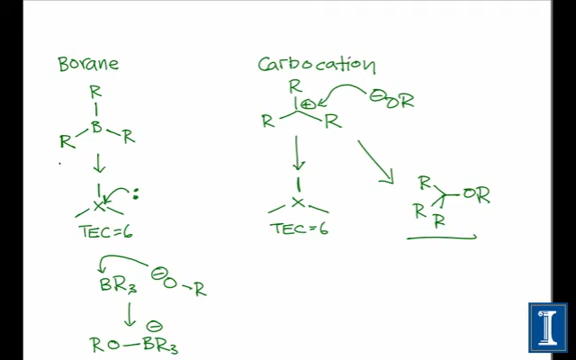 Borane
R
B
R R
X
TEC=6
BR₃ ⊖O-R
⊖
RO-BR₃
Carbocation
R
⊕ ⊖OR
R R
X
TEC=6
R
OR
R R
I